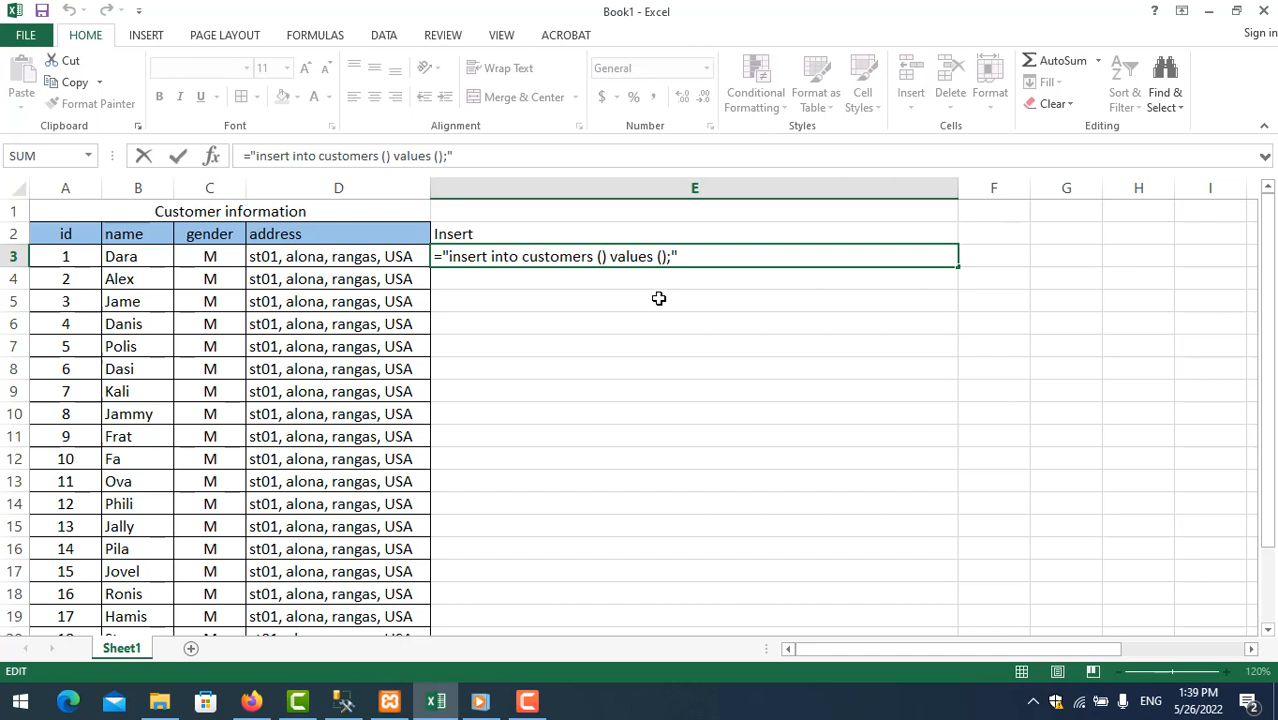 Book1 - Excel
Sign in
FILE HOME INSERT PAGE LAYOUT FORMULAS DATA REVIEW VIEW ACROBAT
Paste
Cut
Copy
Format Painter
Clipboard
11
Font
Wrap Text
Merge & Center
Alignment
General
Number
Conditional Formatting
Format as Table
Cell Styles
Styles
Insert Delete Format
Cells
AutoSum
Fill
Clear
Sort & Filter
Find & Select
Editing
SUM
="insert into customers () values ();"
A B C D E F G H I
1 Customer information
2 id name gender address Insert
3 1 Dara M st01, alona, rangas, USA ="insert into customers () values ();"
4 2 Alex M st01, alona, rangas, USA
5 3 Jame M st01, alona, rangas, USA
6 4 Danis M st01, alona, rangas, USA
7 5 Polis M st01, alona, rangas, USA
8 6 Dasi M st01, alona, rangas, USA
9 7 Kali M st01, alona, rangas, USA
10 8 Jammy M st01, alona, rangas, USA
11 9 Frat M st01, alona, rangas, USA
12 10 Fa M st01, alona, rangas, USA
13 11 Ova M st01, alona, rangas, USA
14 12 Phili M st01, alona, rangas, USA
15 13 Jally M st01, alona, rangas, USA
16 14 Pila M st01, alona, rangas, USA
17 15 Jovel M st01, alona, rangas, USA
18 16 Ronis M st01, alona, rangas, USA
19 17 Hamis M st01, alona, rangas, USA
Sheet1
EDIT
120%
ENG
1:39 PM
5/26/2022
2